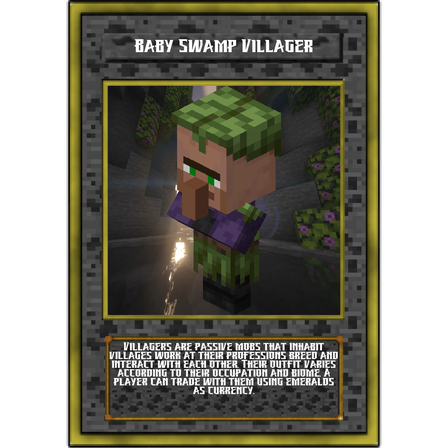 Baby Swamp Villager
Villagers are passive mobs that inhabit
villages work at their professions breed and
interact with each other. Their outfit varies
according to their occupation and biome. A
player can trade with them using emeralds
as currency.